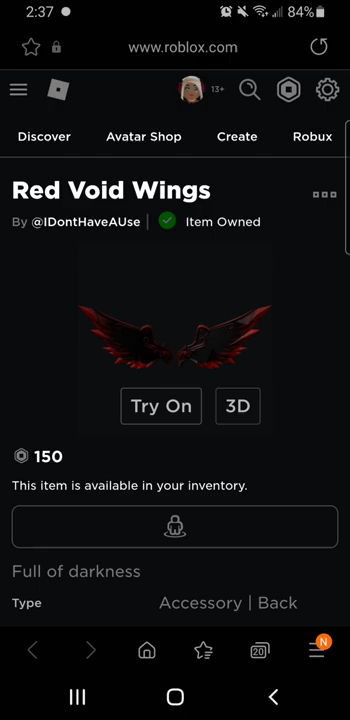 2:37 84%
www.roblox.com
13+
Discover Avatar Shop Create Robux
Red Void Wings
By @IDontHaveAUse | Item Owned
Try On 3D
150
This item is available in your inventory.
Full of darkness
Type Accessory | Back
20 N